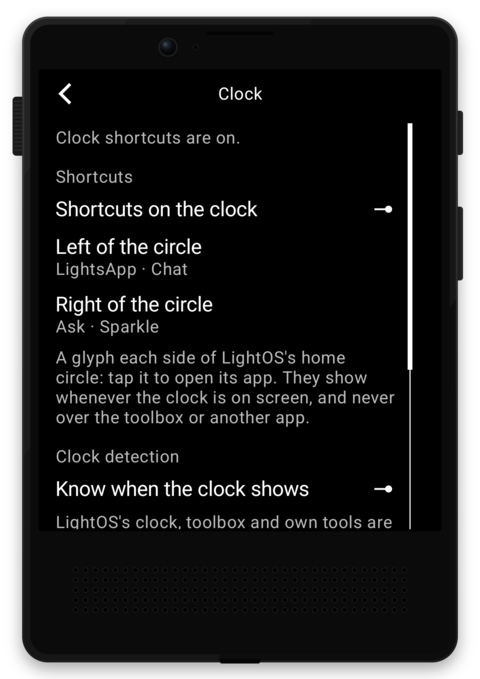 Clock
Clock shortcuts are on.
Shortcuts
Shortcuts on the clock
Left of the circle
LightsApp · Chat
Right of the circle
Ask · Sparkle
A glyph each side of LightOS's home
circle: tap it to open its app. They show
whenever the clock is on screen, and never
over the toolbox or another app.
Clock detection
Know when the clock shows
LightOS's clock, toolbox and own tools are